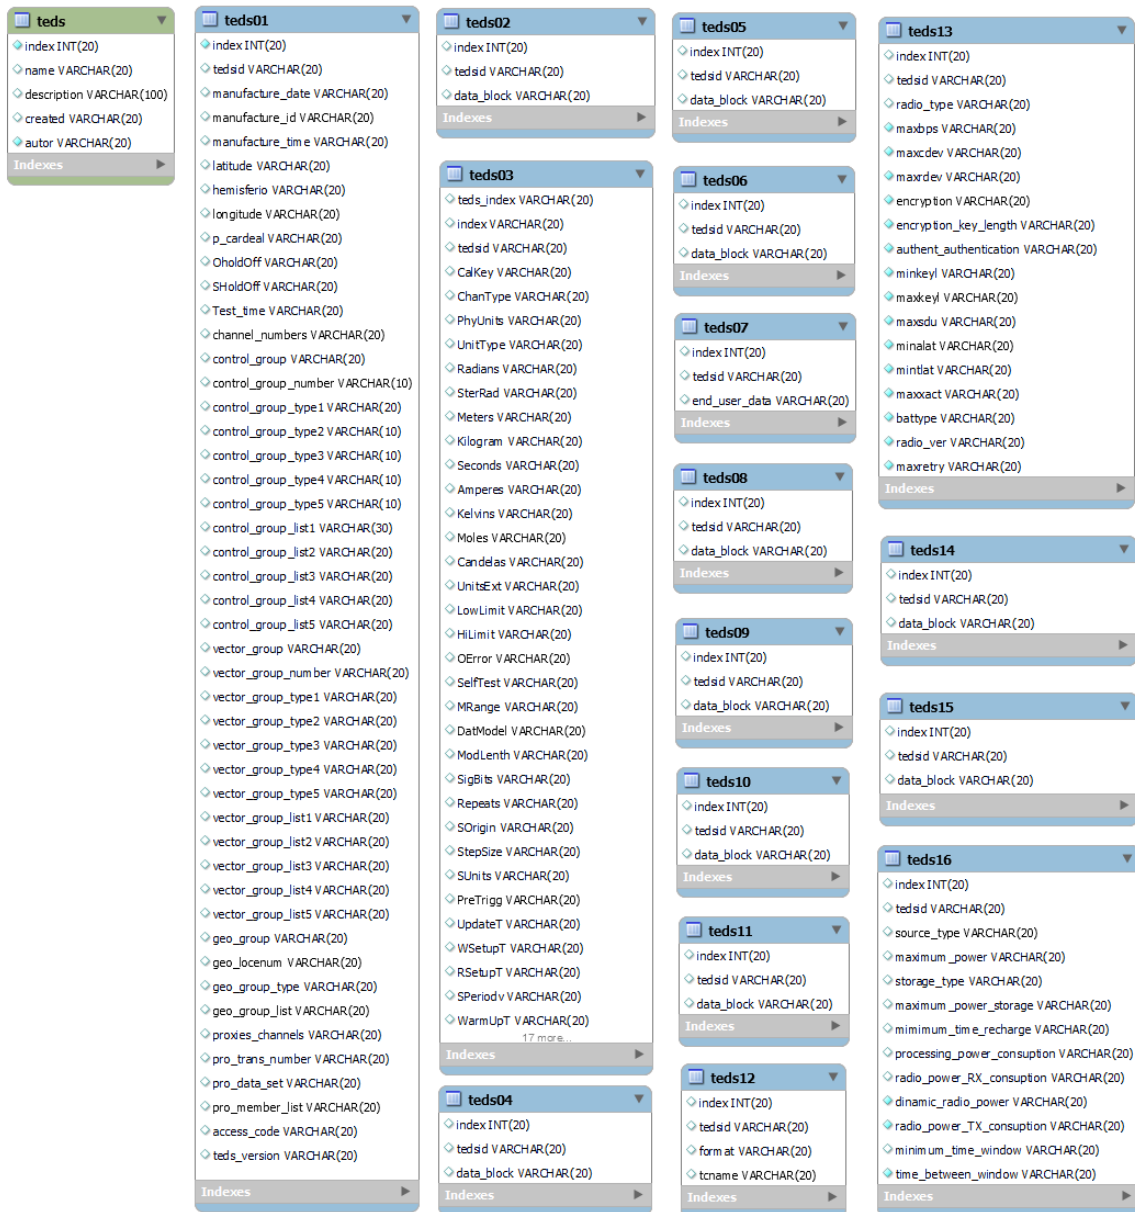 teds
index INT(20)
name VARCHAR(20)
description VARCHAR(100)
created VARCHAR(20)
autor VARCHAR(20)
Indexes
teds01
index INT(20)
tedsid VARCHAR(20)
manufacture_date VARCHAR(20)
manufacture_id VARCHAR(20)
manufacture_time VARCHAR(20)
latitude VARCHAR(20)
hemisferio VARCHAR(20)
longitude VARCHAR(20)
p_cardeal VARCHAR(20)
OholdOff VARCHAR(20)
SHoldOff VARCHAR(20)
Test_time VARCHAR(20)
channel_numbers VARCHAR(20)
control_group VARCHAR(20)
control_group_number VARCHAR(10)
control_group_type1 VARCHAR(20)
control_group_type2 VARCHAR(10)
control_group_type3 VARCHAR(10)
control_group_type4 VARCHAR(10)
control_group_type5 VARCHAR(10)
control_group_list1 VARCHAR(30)
control_group_list2 VARCHAR(20)
control_group_list3 VARCHAR(20)
control_group_list4 VARCHAR(20)
control_group_list5 VARCHAR(20)
vector_group VARCHAR(20)
vector_group_number VARCHAR(20)
vector_group_type1 VARCHAR(20)
vector_group_type2 VARCHAR(20)
vector_group_type3 VARCHAR(20)
vector_group_type4 VARCHAR(20)
vector_group_type5 VARCHAR(20)
vector_group_list1 VARCHAR(20)
vector_group_list2 VARCHAR(20)
vector_group_list3 VARCHAR(20)
vector_group_list4 VARCHAR(20)
vector_group_list5 VARCHAR(20)
geo_group VARCHAR(20)
geo_locenum VARCHAR(20)
geo_group_type VARCHAR(20)
geo_group_list VARCHAR(20)
proxies_channels VARCHAR(20)
pro_trans_number VARCHAR(20)
pro_data_set VARCHAR(20)
pro_member_list VARCHAR(20)
access_code VARCHAR(20)
teds_version VARCHAR(20)
Indexes
teds02
index INT(20)
tedsid VARCHAR(20)
data_block VARCHAR(20)
Indexes
teds03
teds_index VARCHAR(20)
index VARCHAR(20)
tedsid VARCHAR(20)
CalKey VARCHAR(20)
ChanType VARCHAR(20)
PhyUnits VARCHAR(20)
UnitType VARCHAR(20)
Radians VARCHAR(20)
SterRad VARCHAR(20)
Meters VARCHAR(20)
Kilogram VARCHAR(20)
Seconds VARCHAR(20)
Amperes VARCHAR(20)
Kelvins VARCHAR(20)
Moles VARCHAR(20)
Candelas VARCHAR(20)
UnitsExt VARCHAR(20)
LowLimit VARCHAR(20)
HiLimit VARCHAR(20)
OError VARCHAR(20)
SelfTest VARCHAR(20)
MRange VARCHAR(20)
DatModel VARCHAR(20)
ModLenth VARCHAR(20)
SigBits VARCHAR(20)
Repeats VARCHAR(20)
SOrigin VARCHAR(20)
StepSize VARCHAR(20)
SUnits VARCHAR(20)
PreTrigg VARCHAR(20)
UpdateT VARCHAR(20)
WSetupT VARCHAR(20)
RSetupT VARCHAR(20)
SPeriodv VARCHAR(20)
WarmUpT VARCHAR(20)
17 more...
Indexes
teds04
index INT(20)
tedsid VARCHAR(20)
data_block VARCHAR(20)
Indexes
teds05
index INT(20)
tedsid VARCHAR(20)
data_block VARCHAR(20)
Indexes
teds06
index INT(20)
tedsid VARCHAR(20)
data_block VARCHAR(20)
Indexes
teds07
index INT(20)
tedsid VARCHAR(20)
end_user_data VARCHAR(20)
Indexes
teds08
index INT(20)
tedsid VARCHAR(20)
data_block VARCHAR(20)
Indexes
teds09
index INT(20)
tedsid VARCHAR(20)
data_block VARCHAR(20)
Indexes
teds10
index INT(20)
tedsid VARCHAR(20)
data_block VARCHAR(20)
Indexes
teds11
index INT(20)
tedsid VARCHAR(20)
data_block VARCHAR(20)
Indexes
teds12
index INT(20)
tedsid VARCHAR(20)
format VARCHAR(20)
tcname VARCHAR(20)
Indexes
teds13
index INT(20)
tedsid VARCHAR(20)
radio_type VARCHAR(20)
maxbps VARCHAR(20)
maxcdev VARCHAR(20)
maxrdev VARCHAR(20)
encryption VARCHAR(20)
encryption_key_length VARCHAR(20)
authent_authentication VARCHAR(20)
minkeyl VARCHAR(20)
maxkeyl VARCHAR(20)
maxsdu VARCHAR(20)
minalat VARCHAR(20)
mintlat VARCHAR(20)
maxxact VARCHAR(20)
battype VARCHAR(20)
radio_ver VARCHAR(20)
maxretry VARCHAR(20)
Indexes
teds14
index INT(20)
tedsid VARCHAR(20)
data_block VARCHAR(20)
Indexes
teds15
index INT(20)
tedsid VARCHAR(20)
data_block VARCHAR(20)
Indexes
teds16
index INT(20)
tedsid VARCHAR(20)
source_type VARCHAR(20)
maximum_power VARCHAR(20)
storage_type VARCHAR(20)
maximum_power_storage VARCHAR(20)
mimimum_time_recharge VARCHAR(20)
processing_power_consuption VARCHAR(20)
radio_power_RX_consuption VARCHAR(20)
dinamic_radio_power VARCHAR(20)
radio_power_TX_consuption VARCHAR(20)
minimum_time_window VARCHAR(20)
time_between_window VARCHAR(20)
Indexes